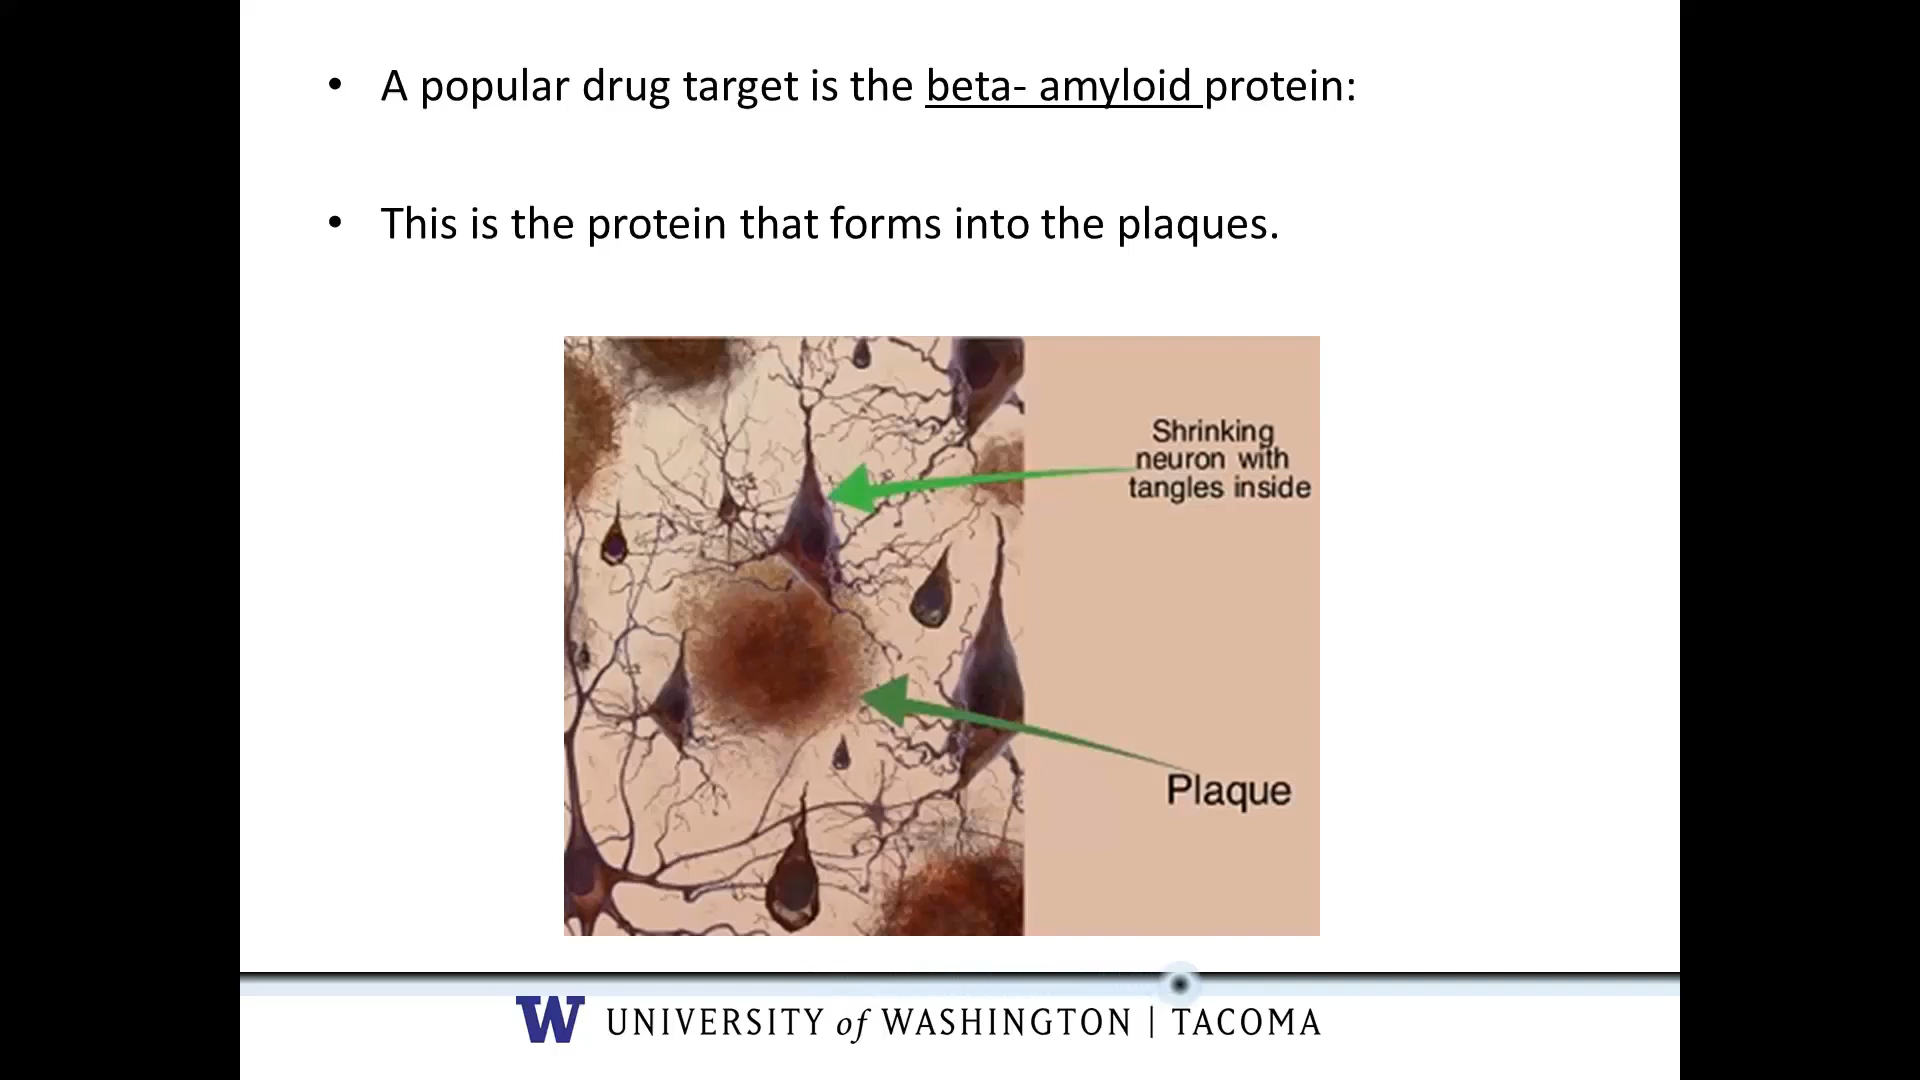 • A popular drug target is the beta- amyloid protein:
• This is the protein that forms into the plaques.
Shrinking
neuron with
tangles inside
Plaque
W UNIVERSITY of WASHINGTON | TACOMA